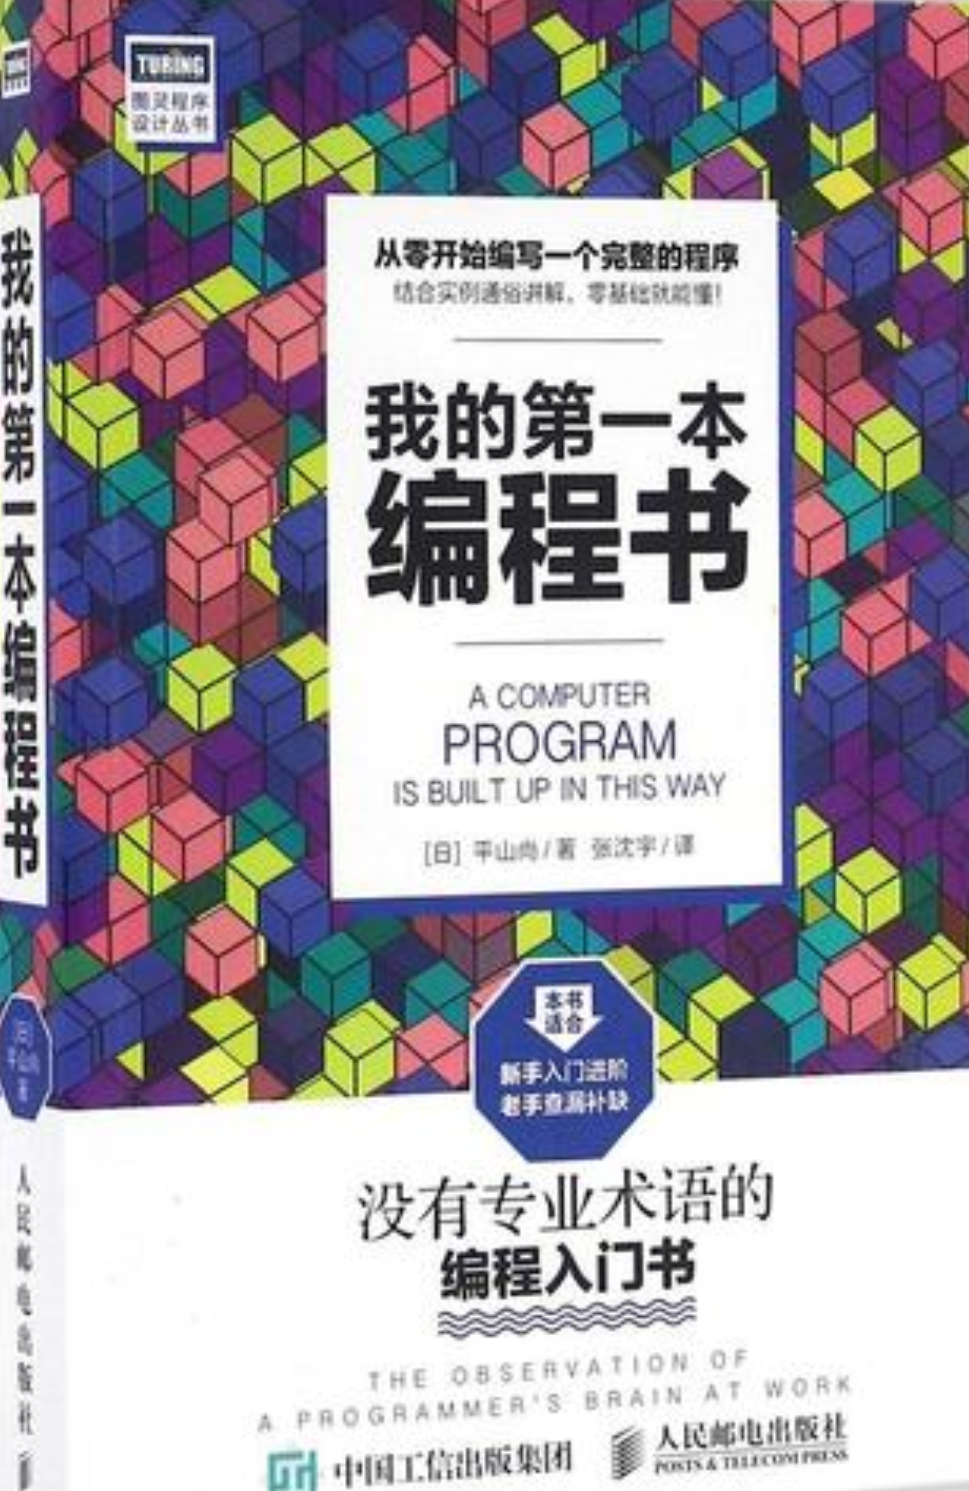 TURING
图灵程序
设计丛书
从零开始编写一个完整的程序
结合实例通俗讲解，零基础就能懂！
我的第一本
编程书
A COMPUTER
PROGRAM
IS BUILT UP IN THIS WAY
[日] 平山尚/著 张沈宇/译
本书
适合
新手入门进阶
老手查漏补缺
没有专业术语的
编程入门书
THE OBSERVATION OF
A PROGRAMMER'S BRAIN AT WORK
中国工信出版集团
人民邮电出版社
POSTS & TELECOM PRESS
我的第一本编程书
人民邮电出版社